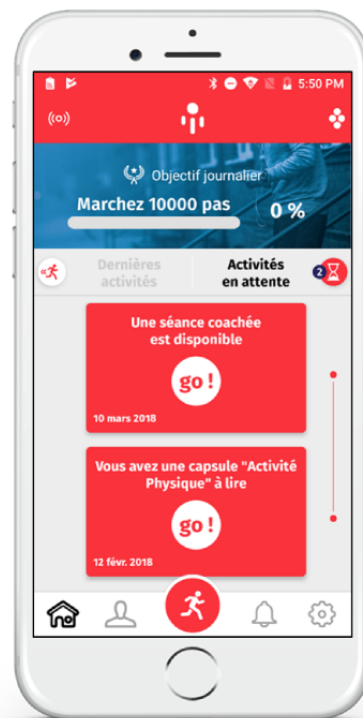 5:50 PM
Objectif journalier
Marchez 10000 pas
0 %
Dernières
activités
Activités
en attente
2
Une séance coachée
est disponible
go !
10 mars 2018
Vous avez une capsule "Activité
Physique" à lire
go !
12 févr. 2018